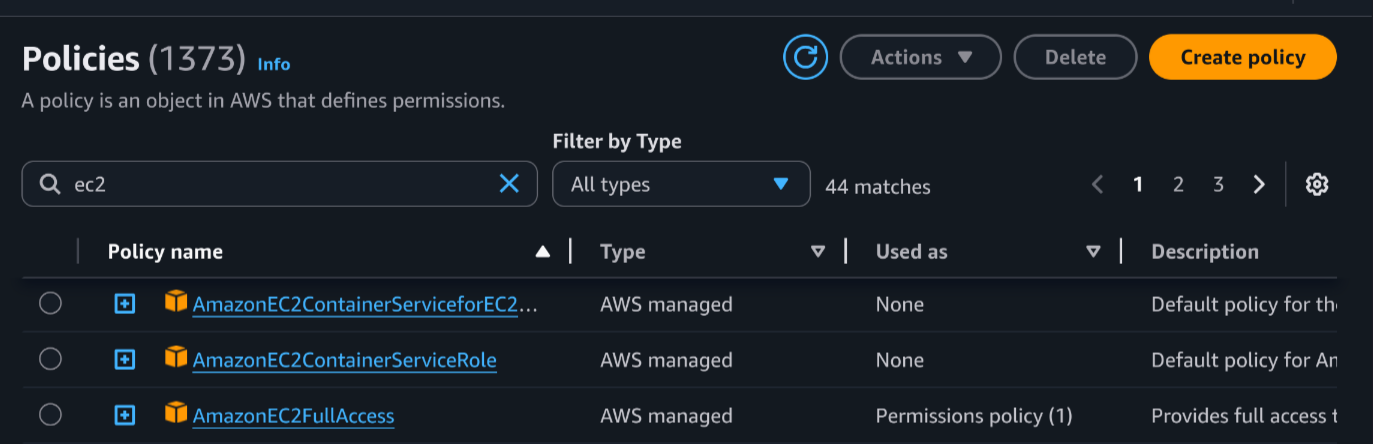 Policies (1373) Info
Actions
Delete
Create policy
A policy is an object in AWS that defines permissions.
Filter by Type
ec2
All types
44 matches
1 2 3
Policy name Type Used as Description
AmazonEC2ContainerServiceforEC2... AWS managed None Default policy for the
AmazonEC2ContainerServiceRole AWS managed None Default policy for Am
AmazonEC2FullAccess AWS managed Permissions policy (1) Provides full access t